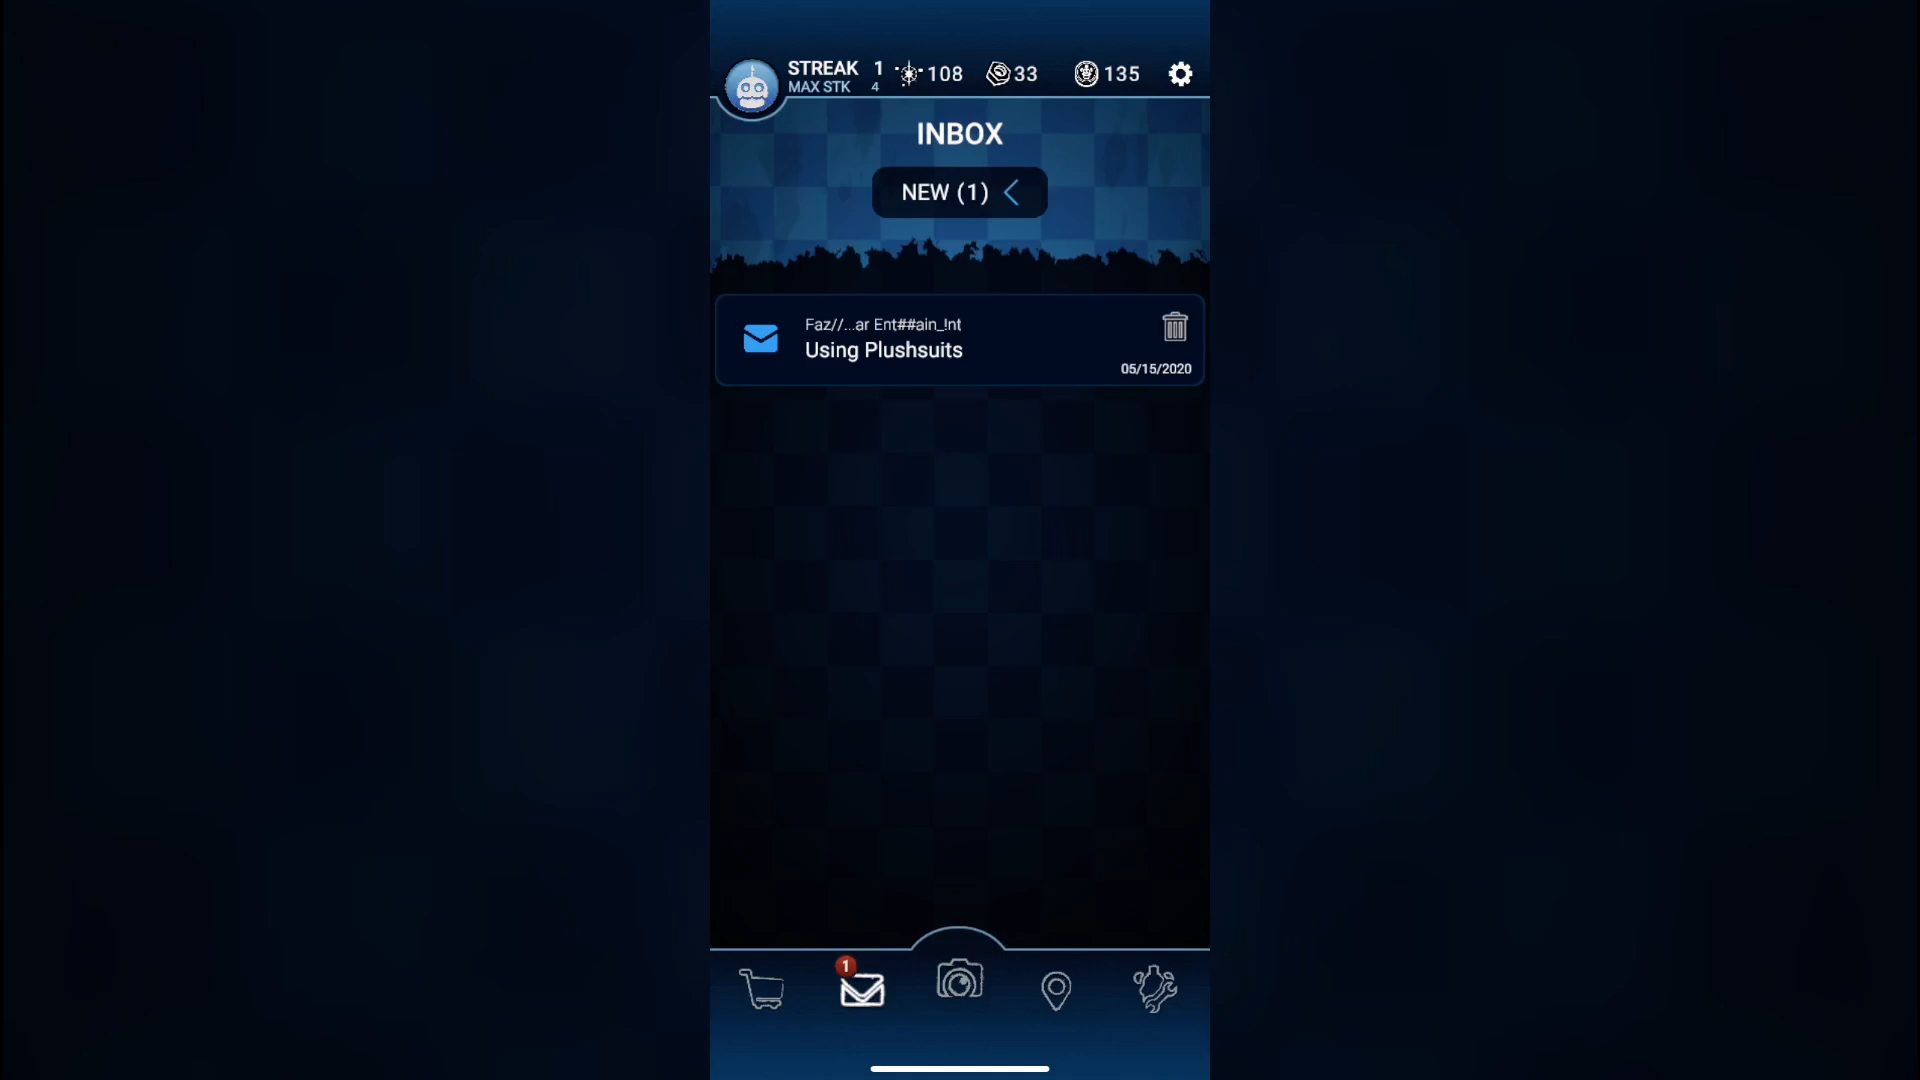 STREAK 1
MAX STK 4
108
33
135
INBOX
NEW (1)
Faz//...ar Ent##ain_!nt
Using Plushsuits
05/15/2020
1